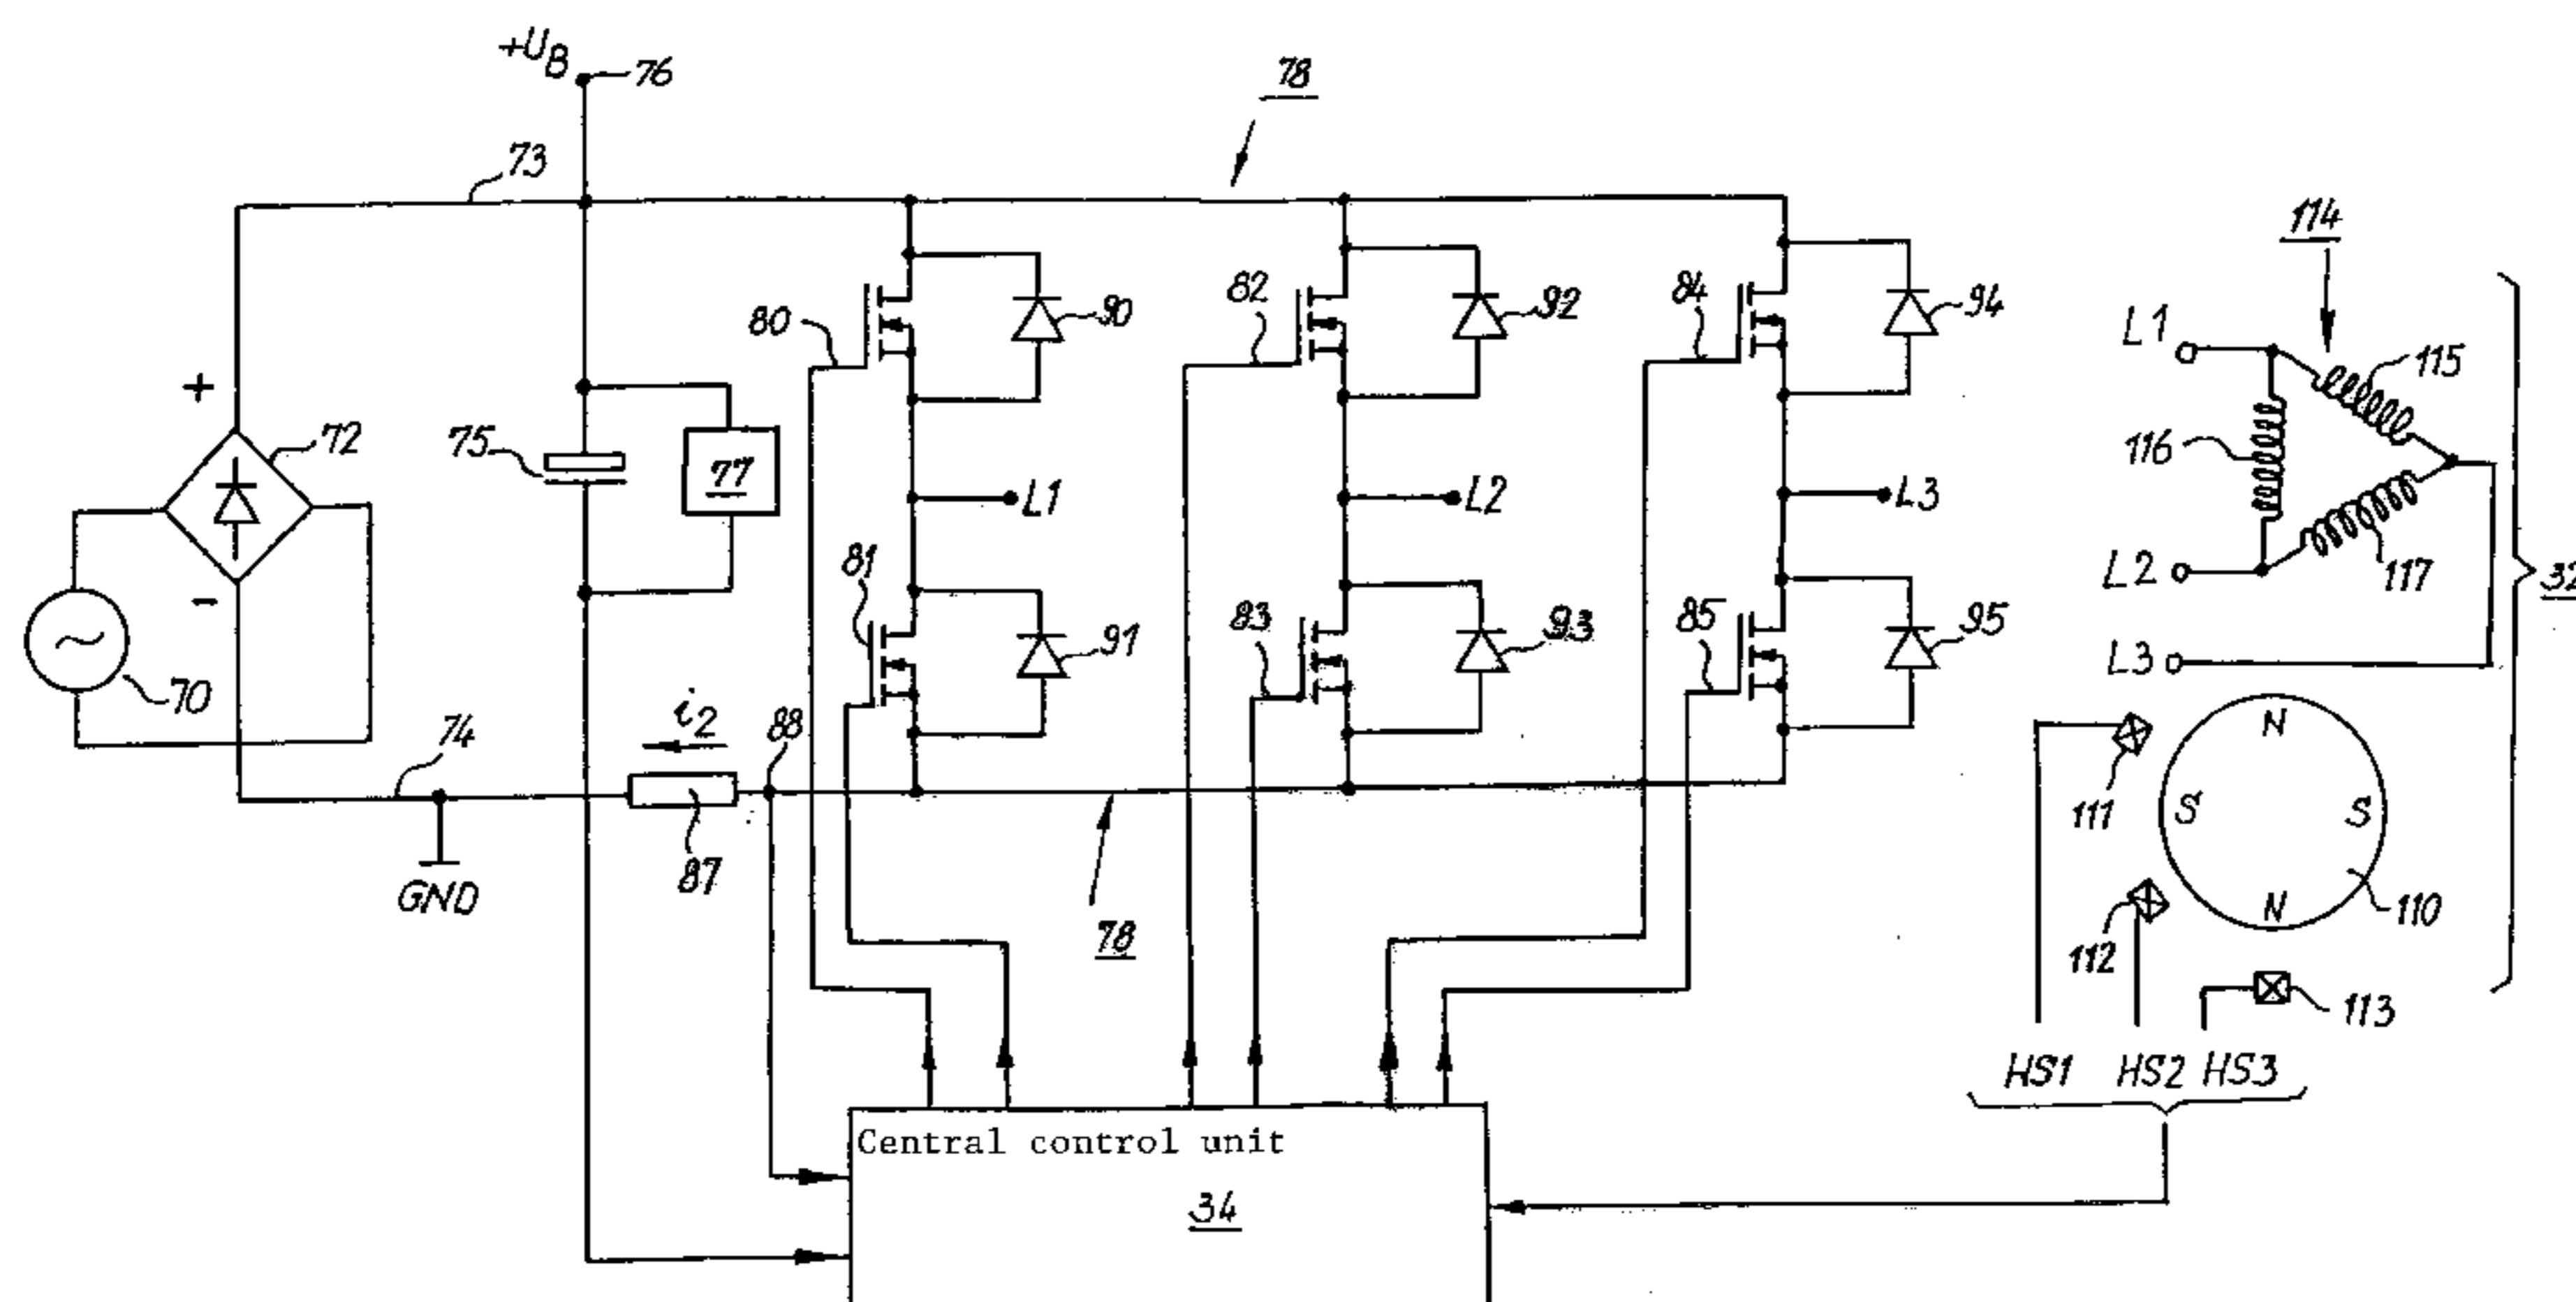 +UB
76
78
73
114
80
90
82
92
84
94
L1
115
+
72
75
77
116
L1
L2
L3
-
81
91
83
93
85
95
L2
117
32
L3
70
74
i2
88
N
111
S
S
87
GND
78
112
N
110
113
HS1
HS2
HS3
Central control unit
34